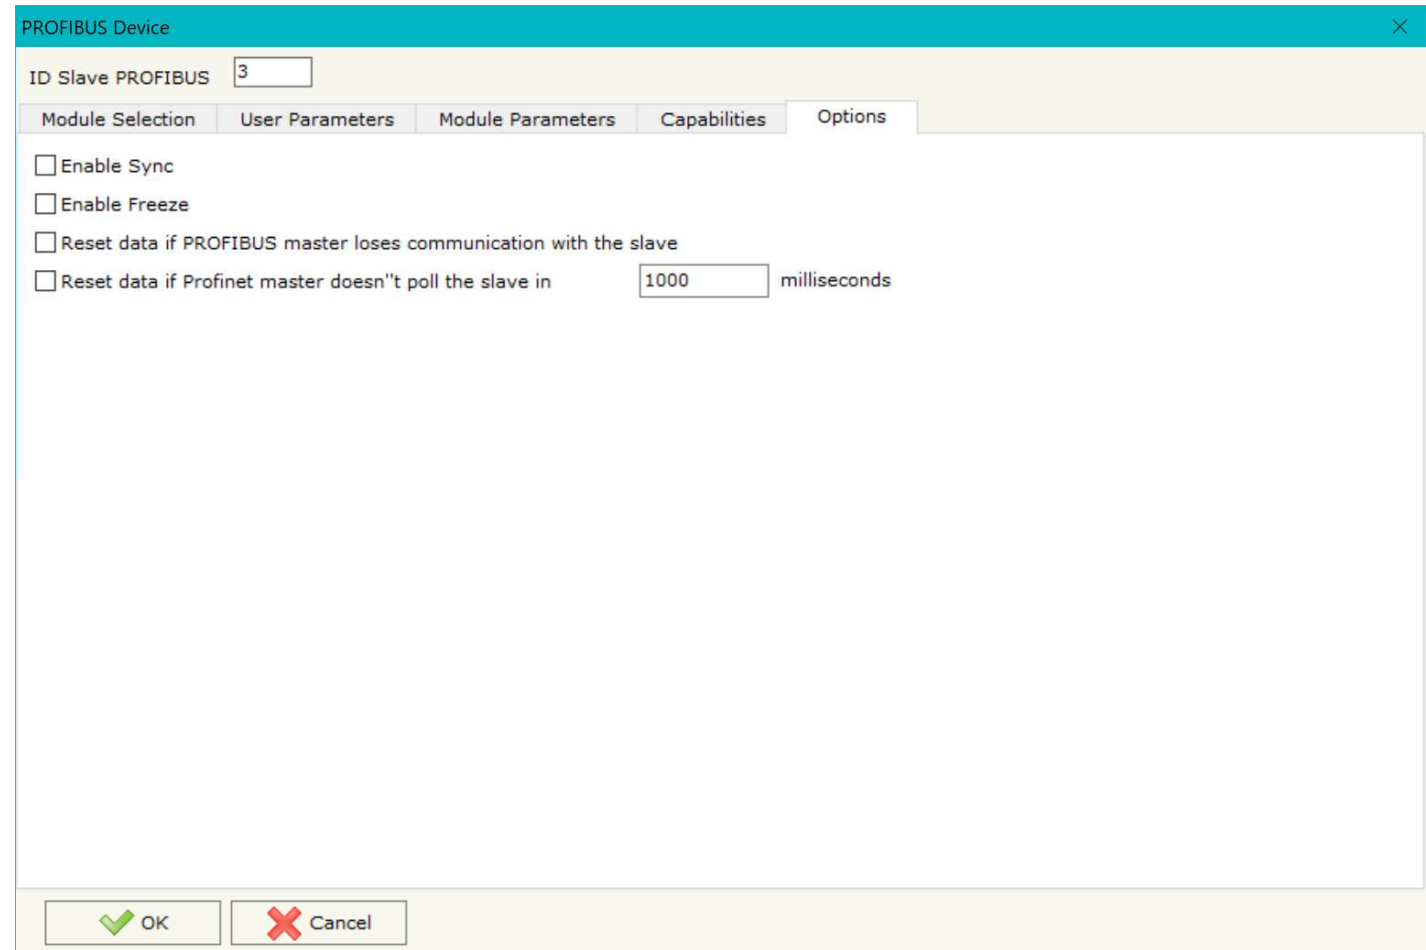 PROFIBUS Device
ID Slave PROFIBUS 3
Module Selection User Parameters Module Parameters Capabilities Options
Enable Sync
Enable Freeze
Reset data if PROFIBUS master loses communication with the slave
Reset data if Profinet master doesn''t poll the slave in 1000 milliseconds
OK Cancel